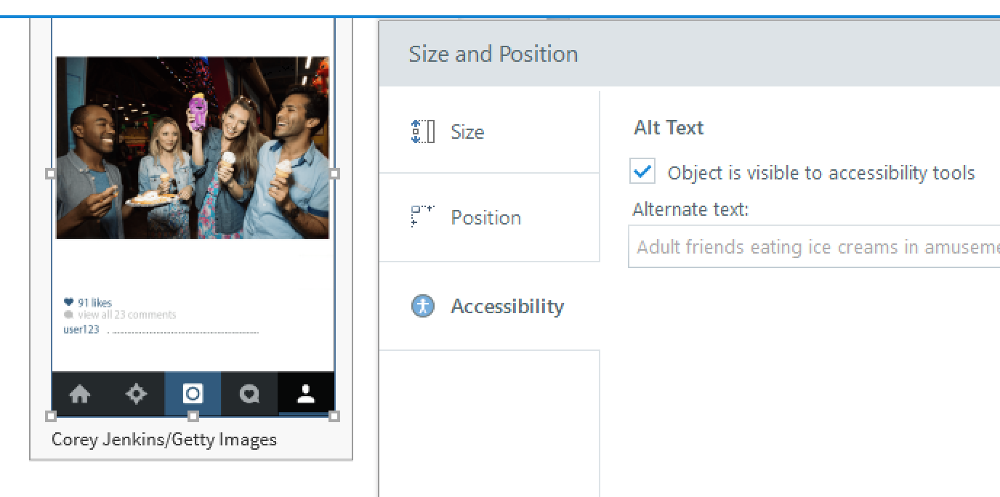 Size and Position
Size
Position
Accessibility
Alt Text
Object is visible to accessibility tools
Alternate text:
Adult friends eating ice creams in
91 likes
view all 23 comments
user123
Corey Jenkins/Getty Images